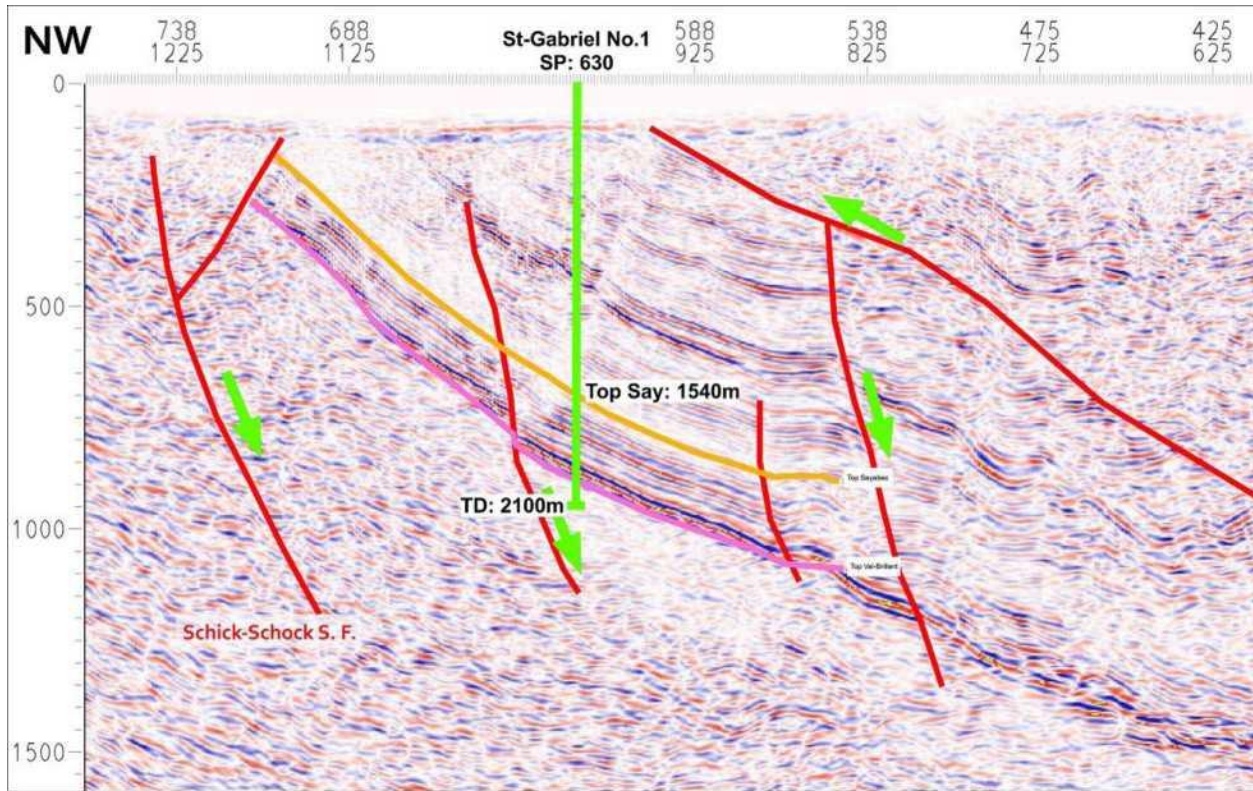 NW
738 688 588 538 475 425
1225 1125 925 825 725 625
St-Gabriel No.1
SP: 630
0
500
Top Say: 1540m
Top Sayabec
TD: 2100m
1000
Top Val-Brillant
Schick-Schock S. F.
1500